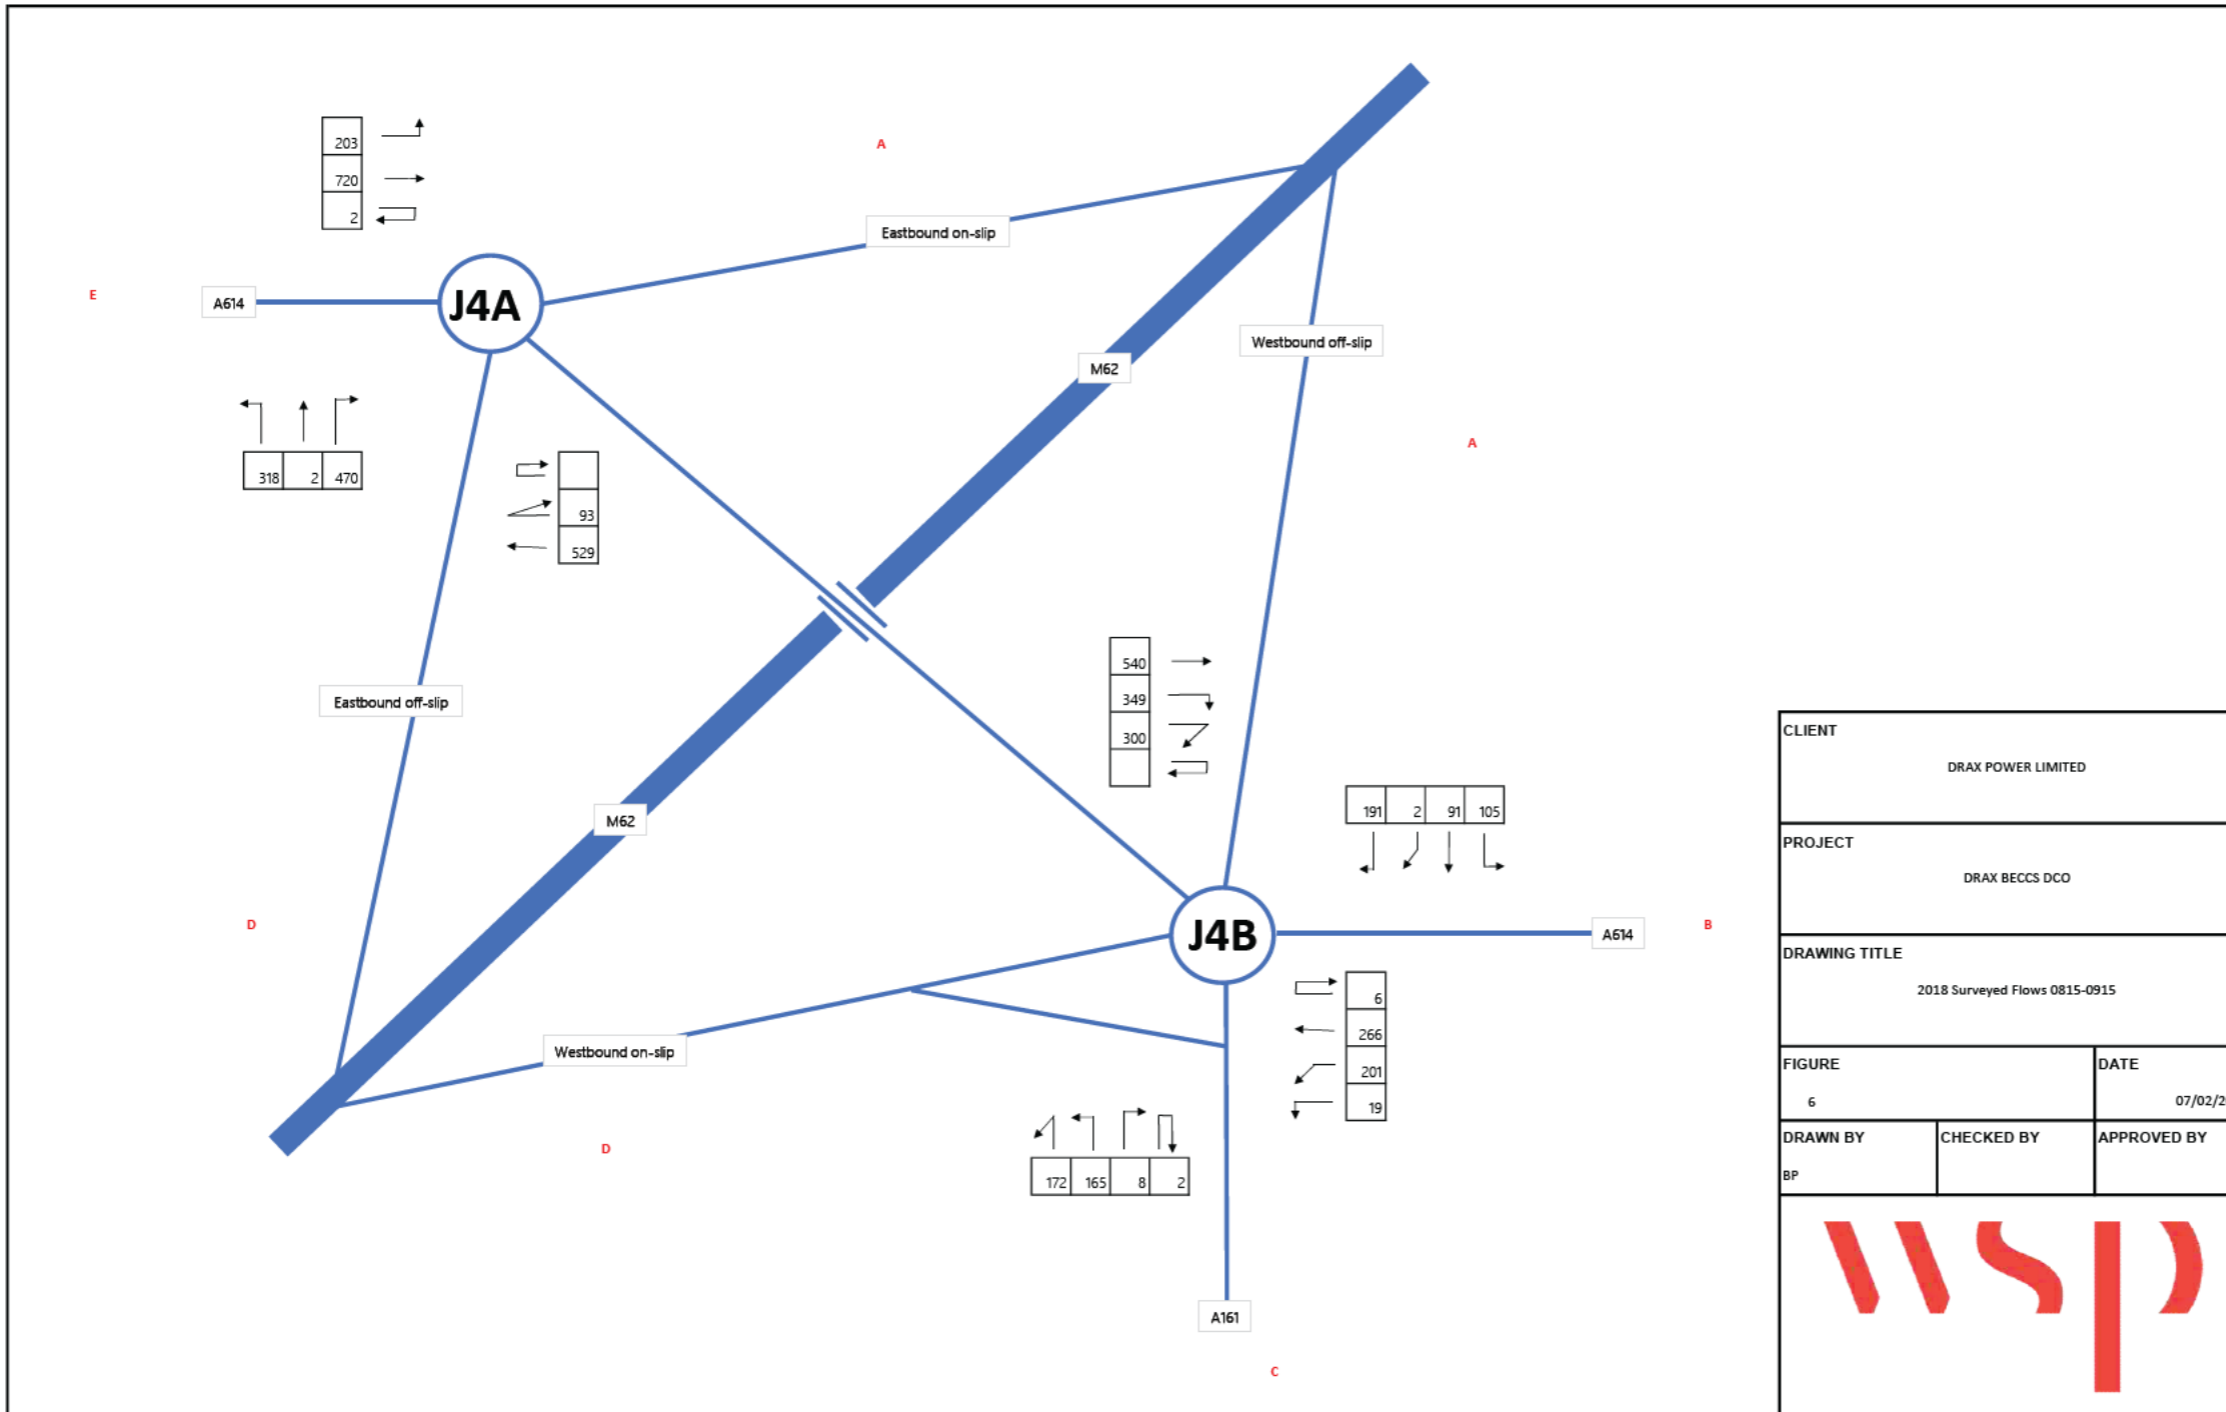 A
203
720
2
Eastbound on-slip
E
A614
J4A
Westbound off-slip
M62
A
318 2 470
93
529
540
349
300
Eastbound off-slip
M62
191 2 91 105
D
J4B
A614
B
6
266
201
19
Westbound on-slip
D
172 165 8 2
A161
C
CLIENT
DRAX POWER LIMITED
PROJECT
DRAX BECCS DCO
DRAWING TITLE
2018 Surveyed Flows 0815-0915
FIGURE DATE
6 07/02/2
DRAWN BY CHECKED BY APPROVED BY
BP
wsp